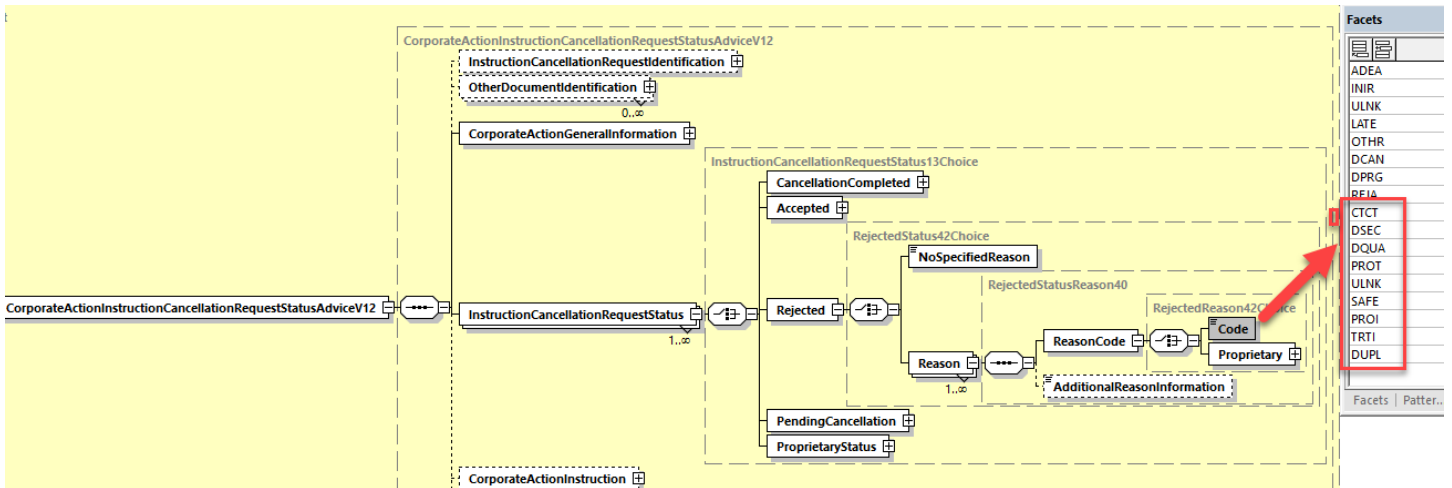 t
CorporateActionInstructionCancellationRequestStatusAdviceV12
InstructionCancellationRequestIdentification
OtherDocumentIdentification
0..∞
CorporateActionGeneralInformation
InstructionCancellationRequestStatus13Choice
CancellationCompleted
Accepted
RejectedStatus42Choice
NoSpecifiedReason
RejectedStatusReason40
RejectedReason42Choice
CorporateActionInstructionCancellationRequestStatusAdviceV12
InstructionCancellationRequestStatus
1..∞
Rejected
Code
ReasonCode
Proprietary
Reason
1..∞
AdditionalReasonInformation
PendingCancellation
ProprietaryStatus
CorporateActionInstruction
Facets
ADEA
INIR
ULNK
LATE
OTHR
DCAN
DPRG
CTCT
DSEC
DQUA
PROT
ULNK
SAFE
PROI
TRTI
DUPL
Facets
Patter...